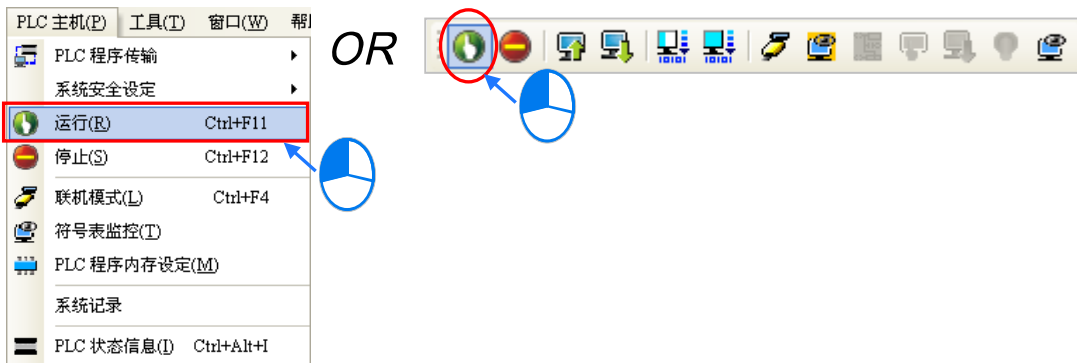 PLC 主机(P) 工具(T) 窗口(W)
PLC 程序传输
系统安全设定
运行(R) Ctrl+F11
停止(S) Ctrl+F12
联机模式(L) Ctrl+F4
符号表监控(T)
PLC 程序内存设定(M)
系统记录
PLC 状态信息(I) Ctrl+Alt+I
OR